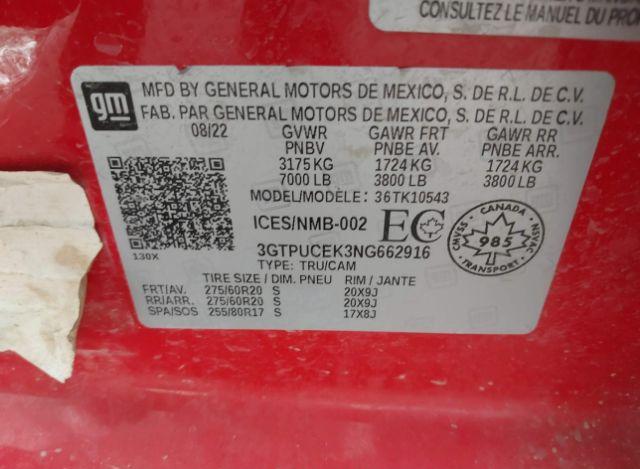 CONSULTEZ LE MANUEL DU
gm
MFD BY GENERAL MOTORS DE MEXICO, S. DE R.L. DE C.V.
FAB. PAR GENERAL MOTORS DE MEXICO, S. DE R.L. DE C.V.
08/22 GVWR GAWR FRT GAWR RR
PNBV PNBE AV. PNBE ARR.
3175 KG 1724 KG 1724 KG
7000 LB 3800 LB 3800 LB
MODEL/MODÈLE: 36TK10543
130X
ICES/NMB-002 EC
3GTPUCEK3NG662916
TYPE: TRU/CAM
CANADA
SSVAC 985 NSVAC
TRANSPORT
TIRE SIZE / DIM. PNEU RIM / JANTE
FRT/AV. 275/60R20 S 20X9J
RR/ARR. 275/60R20 S 20X9J
SPA/SOS 255/80R17 S 17X8J